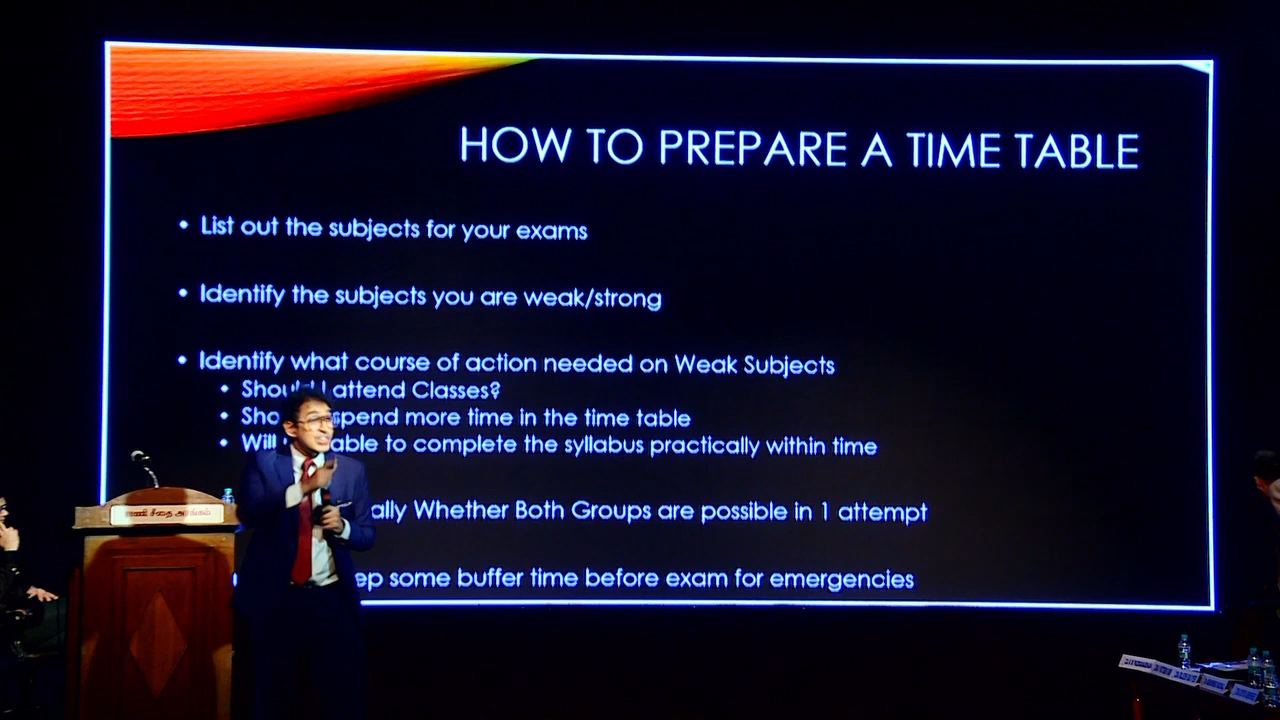 HOW TO PREPARE A TIME TABLE
• List out the subjects for your exams
• Identify the subjects you are weak/strong
• Identify what course of action needed on Weak Subjects
• Should I attend Classes?
• Sho spend more time in the time table
• Will able to complete the syllabus practically within time
ally Whether Both Groups are possible in 1 attempt
ep some buffer time before exam for emergencies
ராணி சீதை அரங்கம்